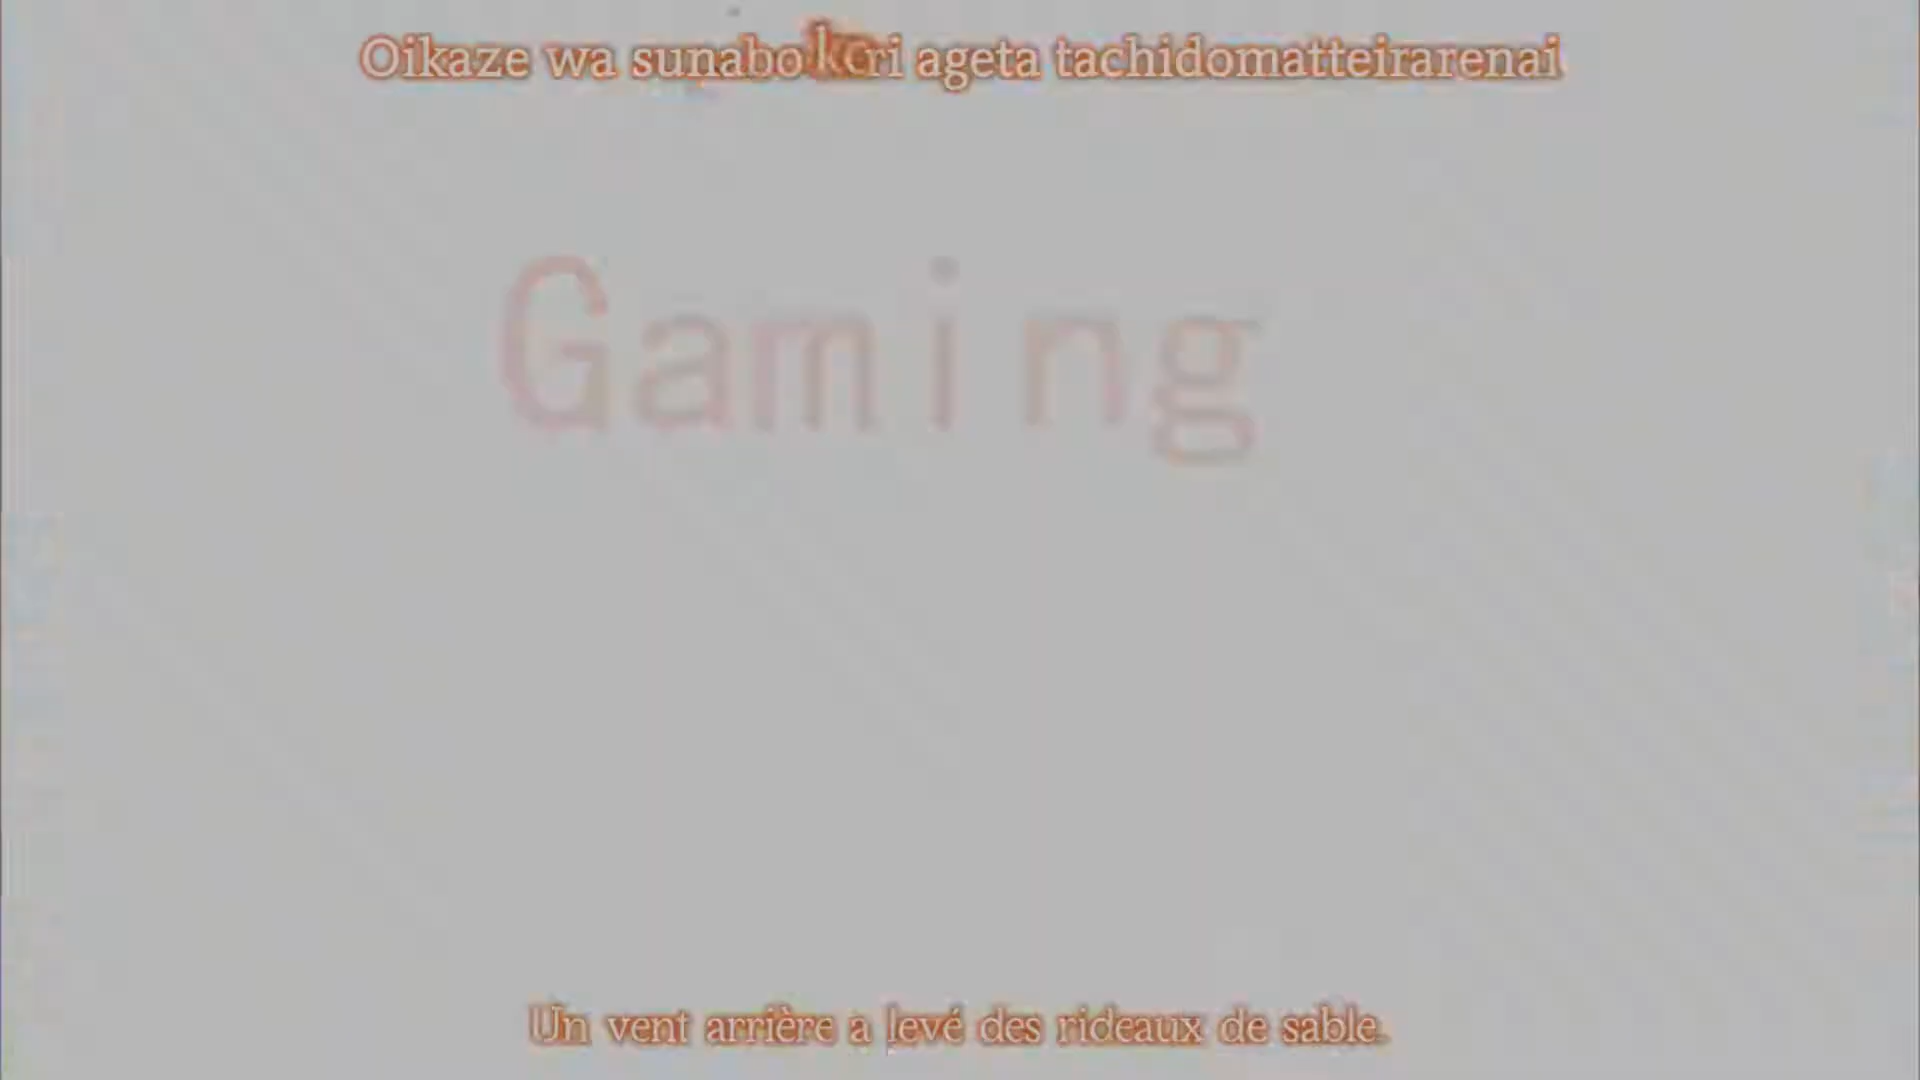 Oikaze wa sunabokori ageta tachidomatteirarenai
Gaming
Un vent arrière a levé des rideaux de sable.